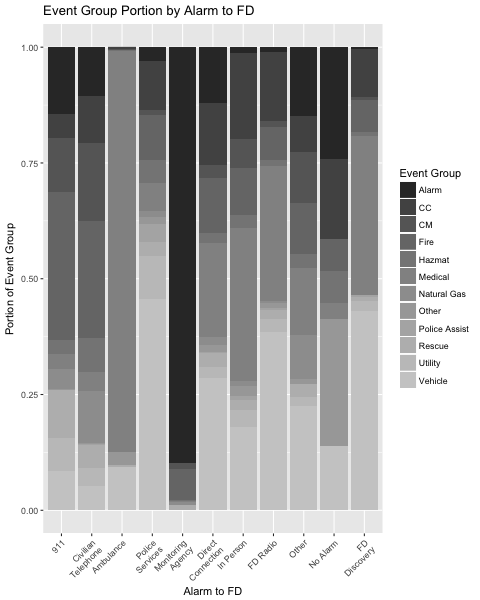 Event Group Portion by Alarm to FD
Portion of Event Group
1.00
0.75
0.50
0.25
0.00
911
Civilian
Telephone
Ambulance
Police
Services
Monitoring
Agency
Direct
Connection
In Person
FD Radio
Other
No Alarm
FD
Discovery
Alarm to FD
Event Group
Alarm
CC
CM
Fire
Hazmat
Medical
Natural Gas
Other
Police Assist
Rescue
Utility
Vehicle